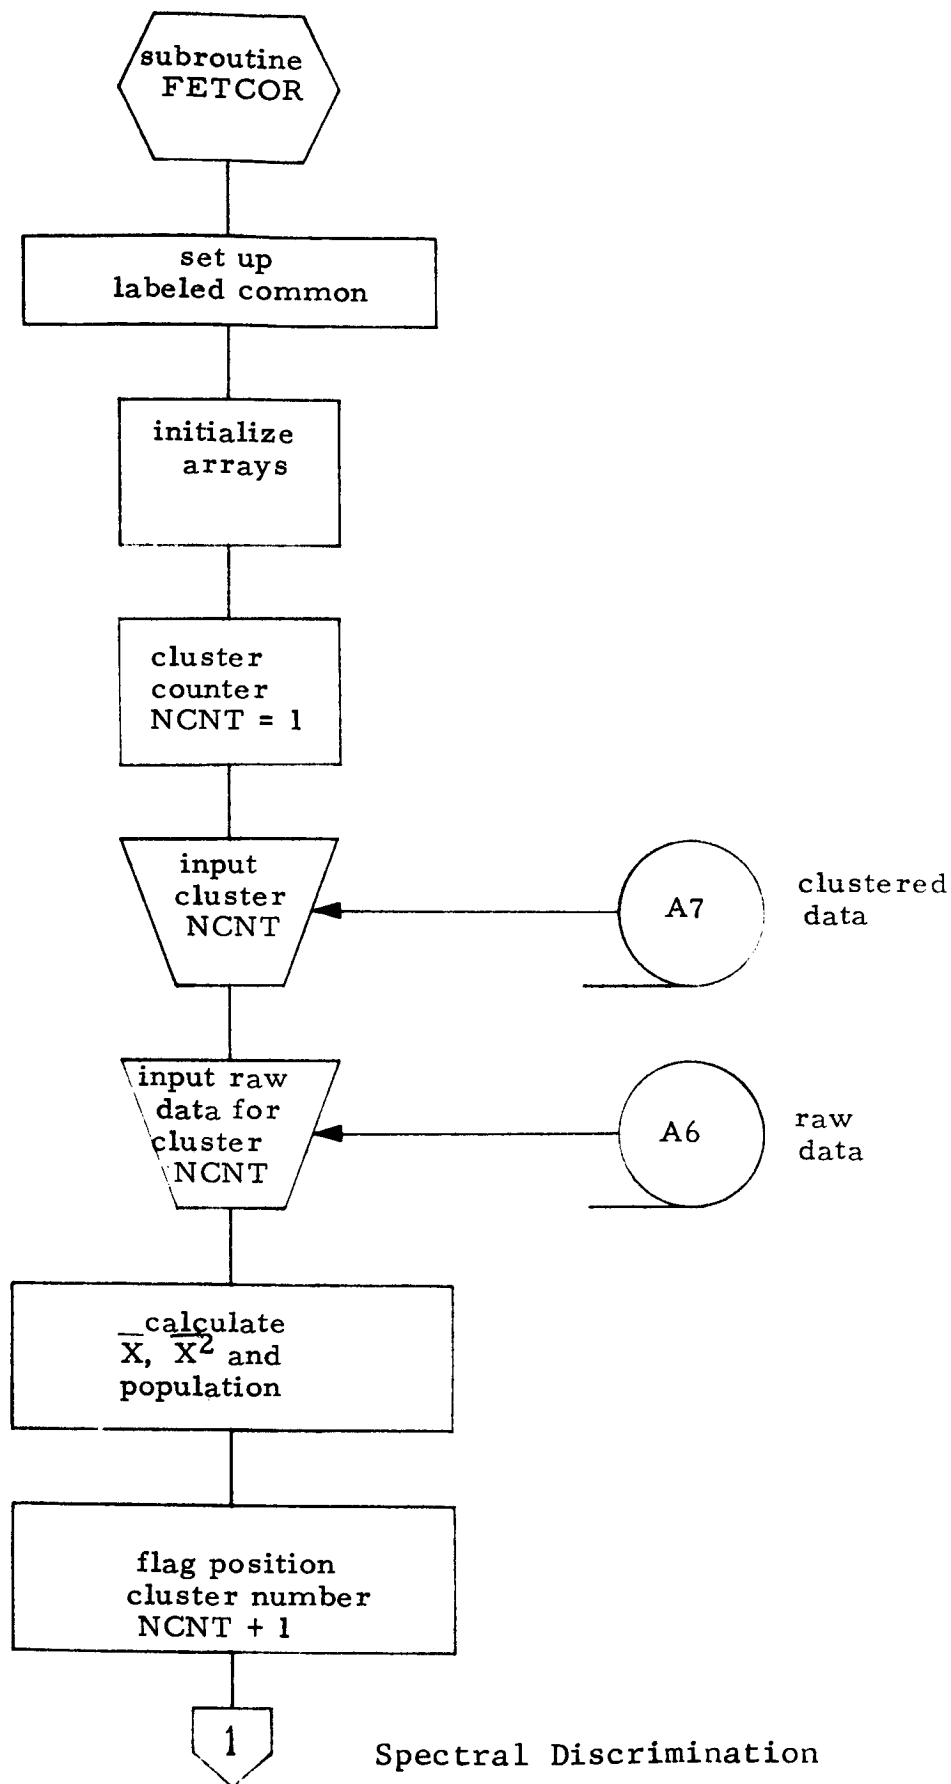 subroutine
FETCOR
set up
labeled common
initialize
arrays
cluster
counter
NCNT = 1
input
cluster
NCNT
A7
clustered
data
input raw
data for
cluster
NCNT
A6
raw
data
calculate
X̅, X̅² and
population
flag position
cluster number
NCNT + 1
1
Spectral Discrimination